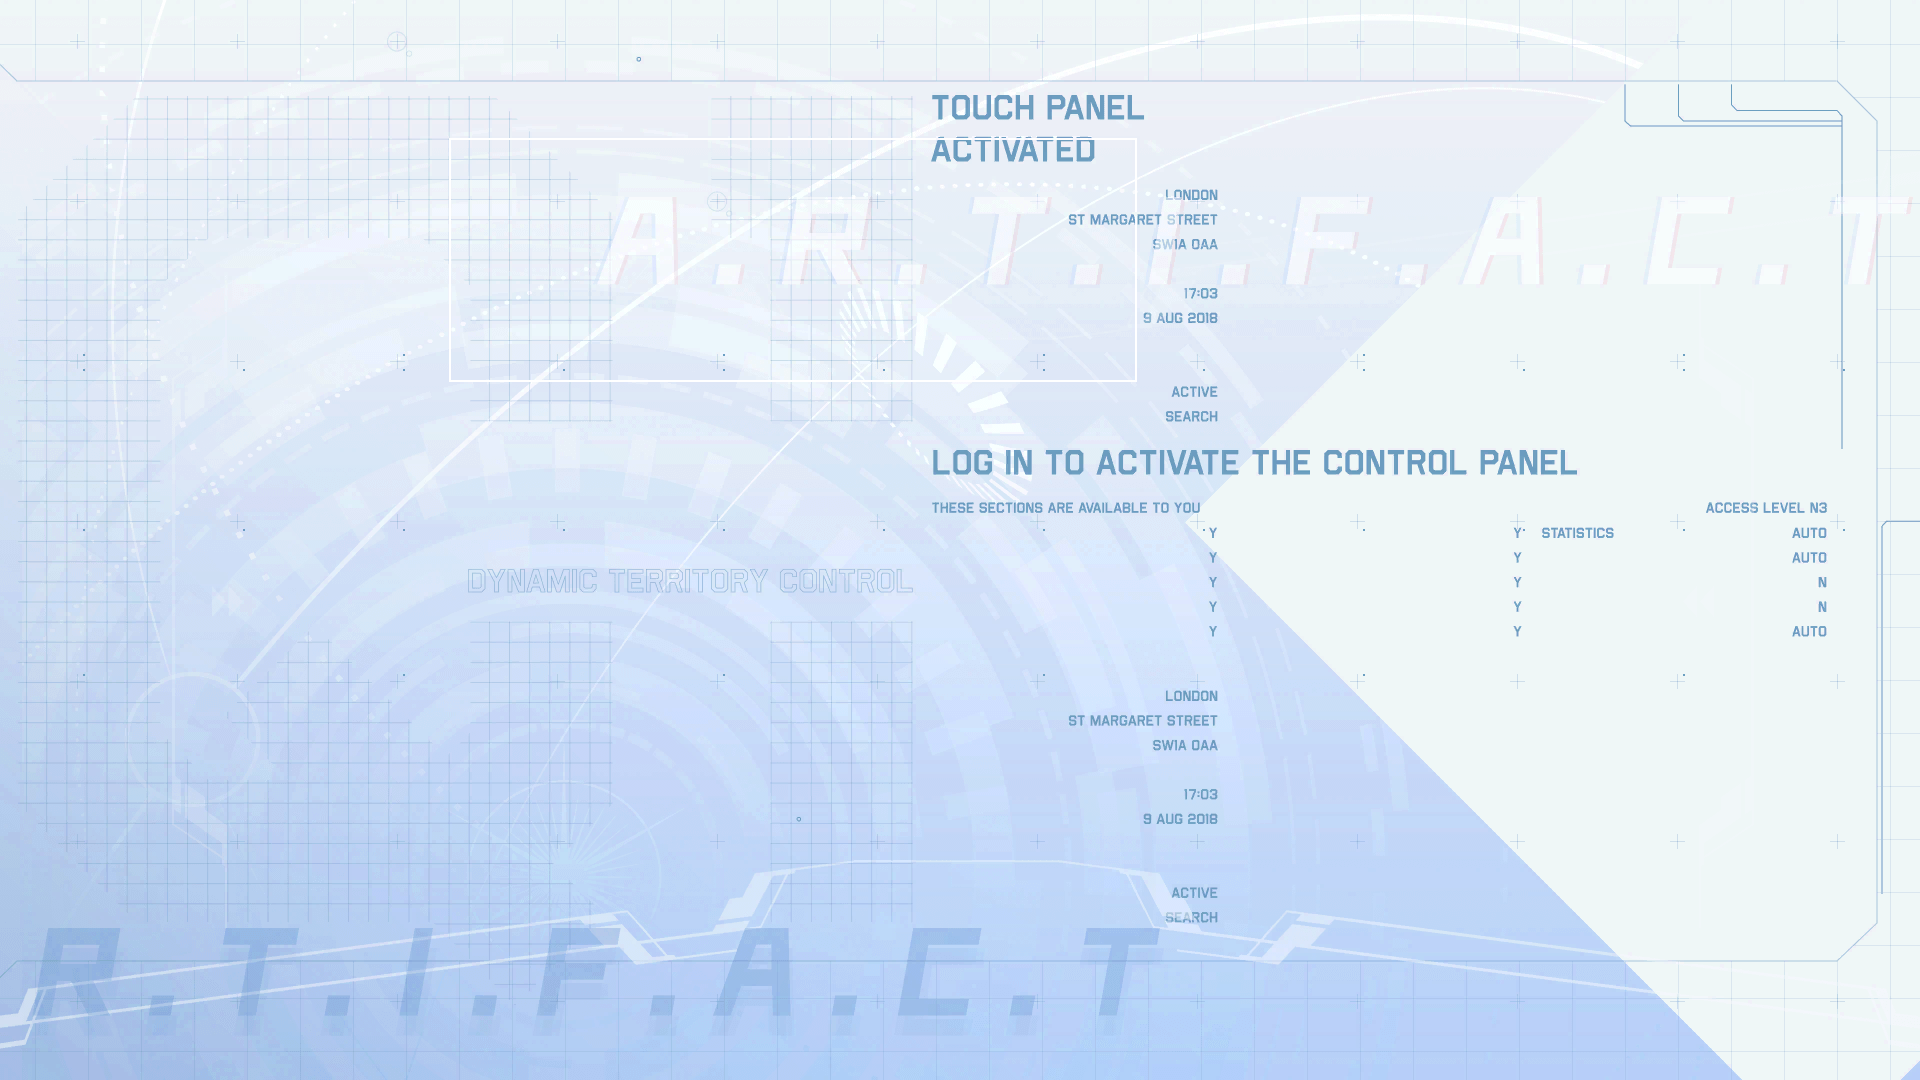 TOUCH PANEL
ACTIVATED
LONDON
ST MARGARET STREET
SW1A 0AA
A.R.T.I.F.A.C.T
17:03
9 AUG 2018
ACTIVE
SEARCH
LOG IN TO ACTIVATE THE CONTROL PANEL
THESE SECTIONS ARE AVAILABLE TO YOU ACCESS LEVEL N3
Y Y STATISTICS AUTO
Y Y AUTO
Y Y N
Y Y N
Y Y AUTO
DYNAMIC TERRITORY CONTROL
LONDON
ST MARGARET STREET
SW1A 0AA
17:03
9 AUG 2018
ACTIVE
SEARCH
R.T.I.F.A.C.T